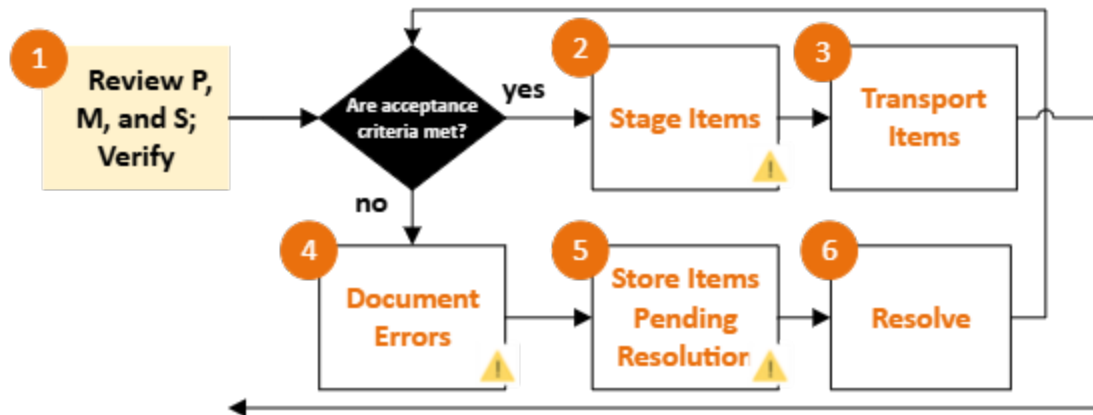 1
Review P,
M, and S;
Verify
Are acceptance
criteria met?
yes
2
Stage Items
3
Transport
Items
no
4
Document
Errors
5
Store Items
Pending
Resolution
6
Resolve